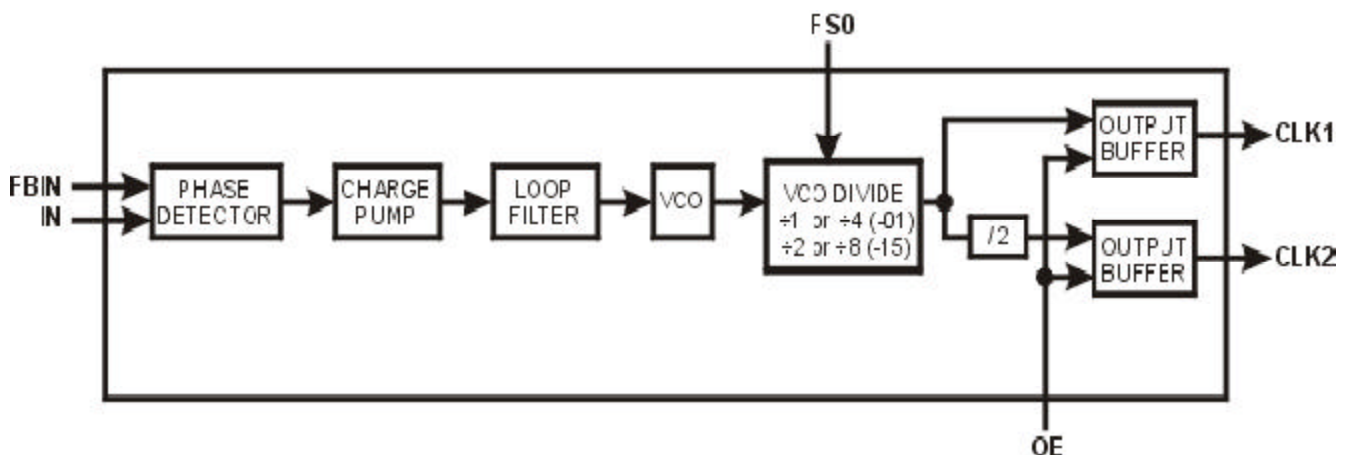 FS0
FBIN
IN
PHASE
DETECTOR
CHARGE
PUMP
LOOP
FILTER
VCO
VCO DIVIDE
÷1 or ÷4 (-01)
÷2 or ÷8 (-15)
/2
OUTPUT
BUFFER
OUTPUT
BUFFER
CLK1
CLK2
OE